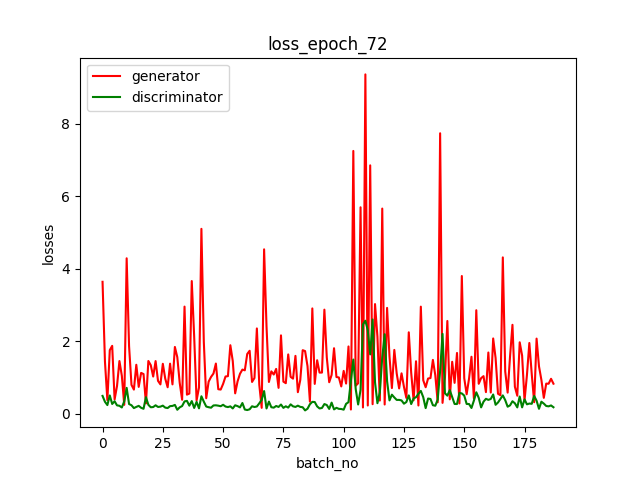 loss_epoch_72
generator
discriminator
losses
8
6
4
2
0
0 25 50 75 100 125 150 175
batch_no